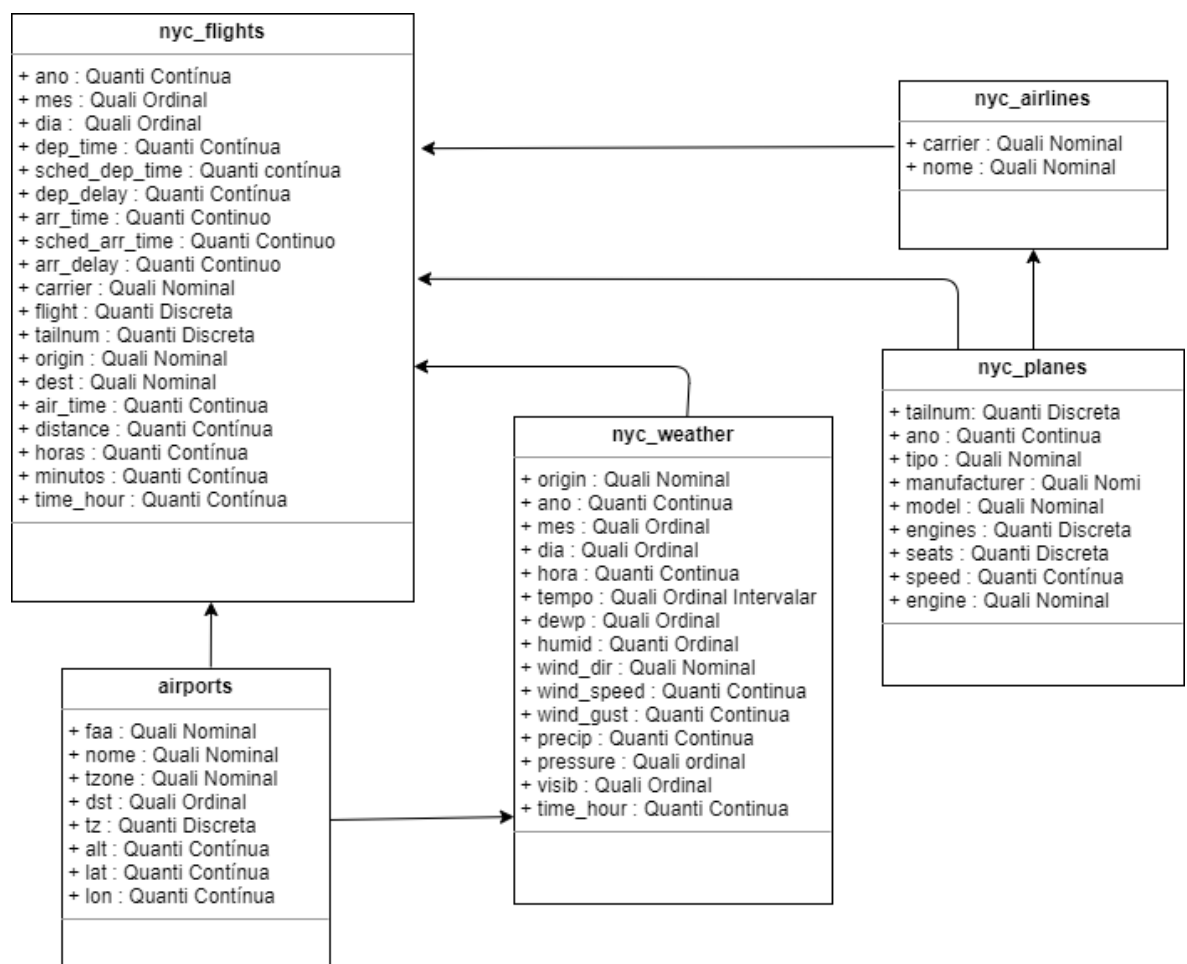 nyc_flights
+ ano : Quanti Contínua
+ mes : Quali Ordinal
+ dia :  Quali Ordinal
+ dep_time : Quanti Contínua
+ sched_dep_time : Quanti contínua
+ dep_delay : Quanti Contínua
+ arr_time : Quanti Continuo
+ sched_arr_time : Quanti Continuo
+ arr_delay : Quanti Continuo
+ carrier : Quali Nominal
+ flight : Quanti Discreta
+ tailnum : Quanti Discreta
+ origin : Quali Nominal
+ dest : Quali Nominal
+ air_time : Quanti Continua
+ distance : Quanti Contínua
+ horas : Quanti Contínua
+ minutos : Quanti Contínua
+ time_hour : Quanti Contínua
nyc_airlines
+ carrier : Quali Nominal
+ nome : Quali Nominal
nyc_planes
+ tailnum: Quanti Discreta
+ ano : Quanti Continua
+ tipo : Quali Nominal
+ manufacturer : Quali Nomi
+ model : Quali Nominal
+ engines : Quanti Discreta
+ seats : Quanti Discreta
+ speed : Quanti Contínua
+ engine : Quali Nominal
nyc_weather
+ origin : Quali Nominal
+ ano : Quanti Continua
+ mes : Quali Ordinal
+ dia : Quali Ordinal
+ hora : Quanti Continua
+ tempo : Quali Ordinal Intervalar
+ dewp : Quali Ordinal
+ humid : Quanti Ordinal
+ wind_dir : Quali Nominal
+ wind_speed : Quanti Continua
+ wind_gust : Quanti Continua
+ precip : Quanti Continua
+ pressure : Quali ordinal
+ visib : Quali Ordinal
+ time_hour : Quanti Continua
airports
+ faa : Quali Nominal
+ nome : Quali Nominal
+ tzone : Quali Nominal
+ dst : Quali Ordinal
+ tz : Quanti Discreta
+ alt : Quanti Contínua
+ lat : Quanti Contínua
+ lon : Quanti Contínua